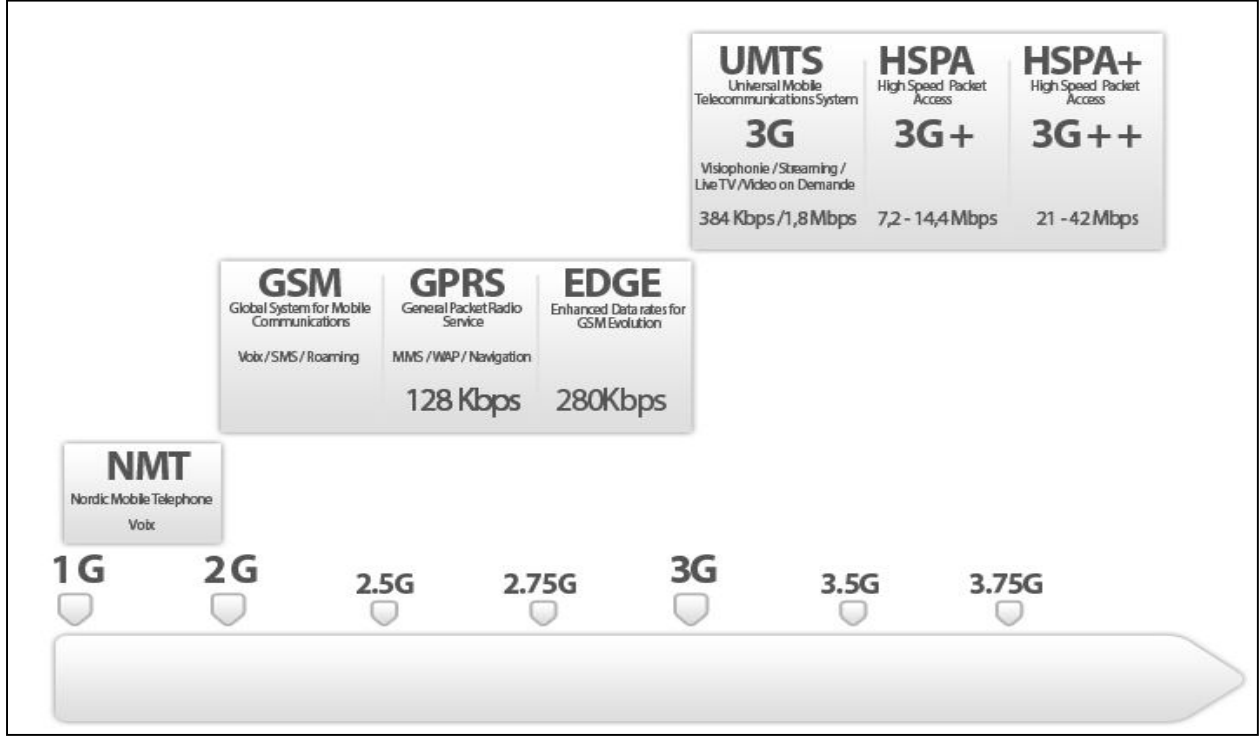 UMTS
Universal Mobile
Telecommunications System
3G
Visiophonie / Streaming /
Live TV / Video on Demande
384 Kbps / 1,8 Mbps
HSPA
High Speed Packet
Access
3G+
7,2 - 14,4 Mbps
HSPA+
High Speed Packet
Access
3G++
21 - 42 Mbps
GSM
Global System for Mobile
Communications
Voix / SMS / Roaming
GPRS
General Packet Radio
Service
MMS / WAP / Navigation
128 Kbps
EDGE
Enhanced Data rates for
GSM Evolution
280Kbps
NMT
Nordic Mobile Telephone
Voix
1G
2G
2.5G
2.75G
3G
3.5G
3.75G